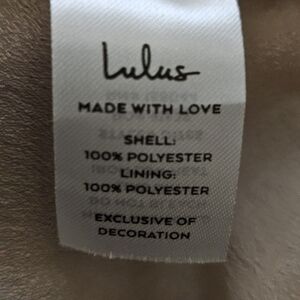 Lulus
MADE WITH LOVE
SHELL:
100% POLYESTER
LINING:
100% POLYESTER
EXCLUSIVE OF
DECORATION